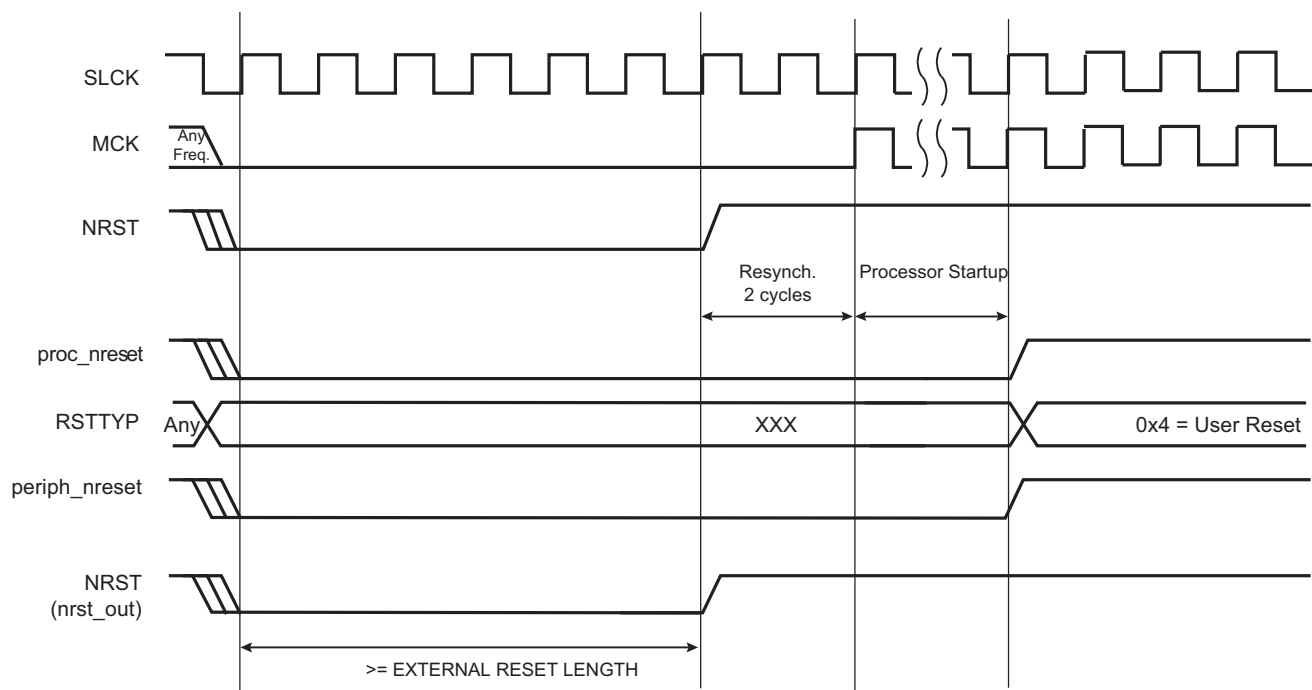 SLCK
MCK
Any
Freq.
NRST
Resynch.
2 cycles
Processor Startup
proc_nreset
RSTTYP
Any
XXX
0x4 = User Reset
periph_nreset
NRST
(nrst_out)
>= EXTERNAL RESET LENGTH